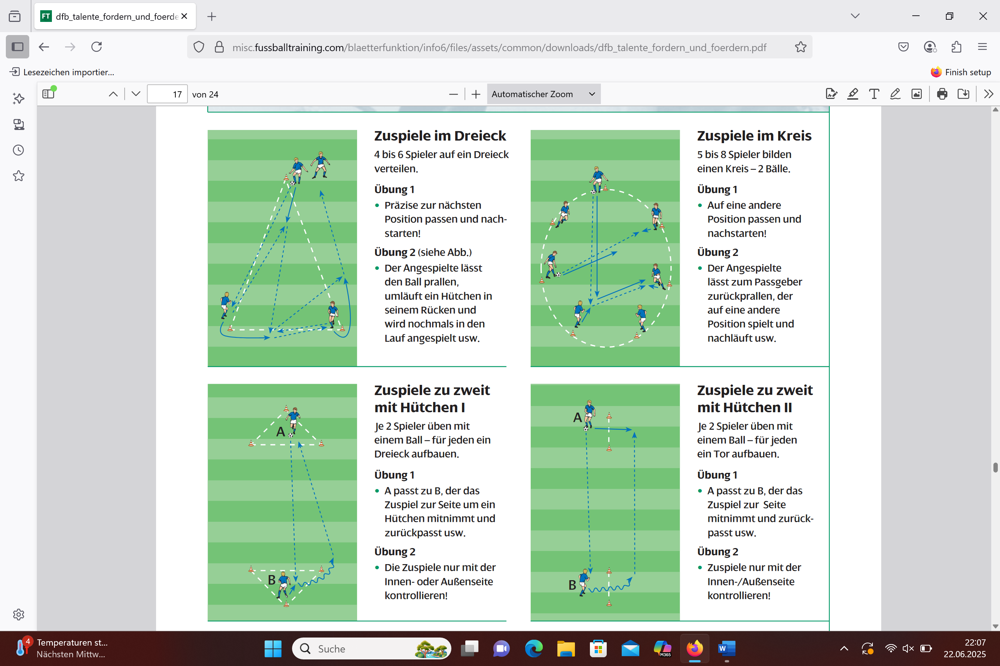 FT dfb_talente_fordern_und_foerde
misc.fussballtraining.com/blaetterfunktion/info6/files/assets/common/downloads/dfb_talente_fordern_und_foerdern.pdf
Lesezeichen importier...
Finish setup
17 von 24
Automatischer Zoom
Zuspiele im Dreieck
4 bis 6 Spieler auf ein Dreieck
verteilen.
Übung 1
• Präzise zur nächsten
Position passen und nach-
starten!
Übung 2 (siehe Abb.)
• Der Angespielte lässt
den Ball prallen,
umläuft ein Hütchen in
seinem Rücken und
wird nochmals in den
Lauf angespielt usw.
Zuspiele im Kreis
5 bis 8 Spieler bilden
einen Kreis – 2 Bälle.
Übung 1
• Auf eine andere
Position passen und
nachstarten!
Übung 2
• Der Angespielte
lässt zum Passgeber
zurückprallen, der
auf eine andere
Position spielt und
nachläuft usw.
A
B
Zuspiele zu zweit
mit Hütchen I
Je 2 Spieler üben mit
einem Ball – für jeden ein
Dreieck aufbauen.
Übung 1
• A passt zu B, der das
Zuspiel zur Seite um ein
Hütchen mitnimmt und
zurückpasst usw.
Übung 2
• Die Zuspiele nur mit der
Innen- oder Außenseite
kontrollieren!
A
B
Zuspiele zu zweit
mit Hütchen II
Je 2 Spieler üben mit
einem Ball – für jeden
ein Tor aufbauen.
Übung 1
• A passt zu B, der das
Zuspiel zur Seite
mitnimmt und zurück-
passt usw.
Übung 2
• Zuspiele nur mit der
Innen-/Außenseite
kontrollieren!
4
Temperaturen st...
Nächsten Mittw...
Suche
M365
W
22:07
22.06.2025